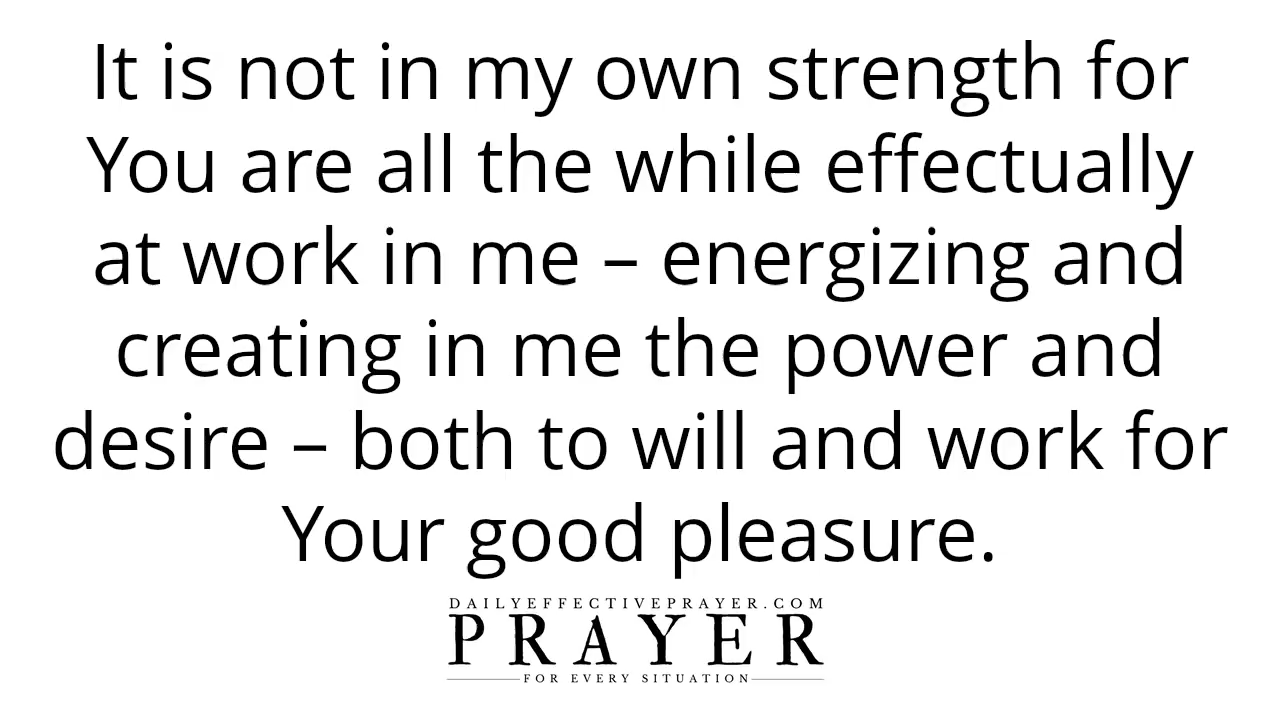 It is not in my own strength for
You are all the while effectually
at work in me – energizing and
creating in me the power and
desire – both to will and work for
Your good pleasure.
DAILYEFFECTIVEPRAYER.COM
PRAYER
FOR EVERY SITUATION